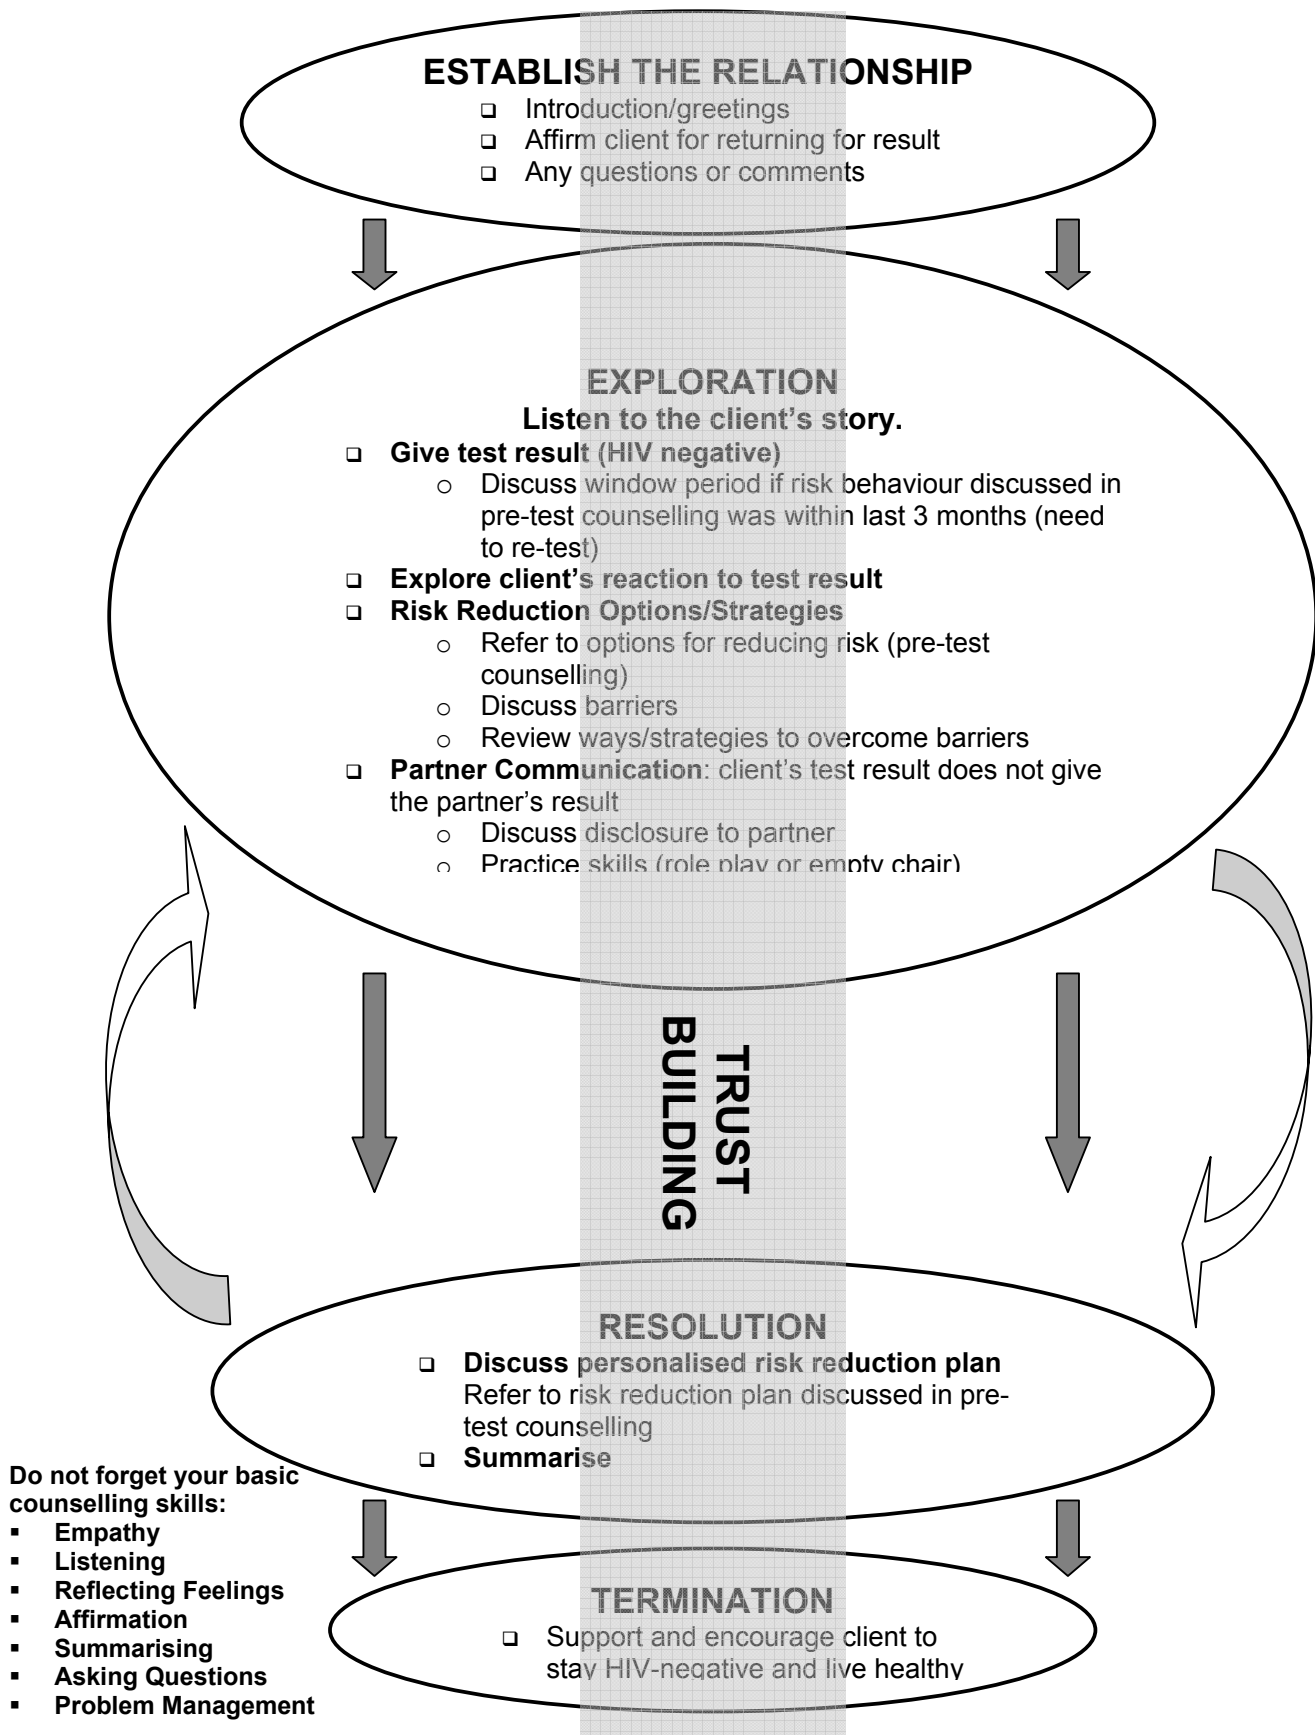 ESTABLISH THE RELATIONSHIP
❑ Introduction/greetings
❑ Affirm client for returning for result
❑ Any questions or comments
EXPLORATION
Listen to the client’s story.
❑ Give test result (HIV negative)
o Discuss window period if risk behaviour discussed in
pre-test counselling was within last 3 months (need
to re-test)
❑ Explore client’s reaction to test result
❑ Risk Reduction Options/Strategies
o Refer to options for reducing risk (pre-test
counselling)
o Discuss barriers
o Review ways/strategies to overcome barriers
❑ Partner Communication: client’s test result does not give
the partner’s result
o Discuss disclosure to partner
o Practice skills (role play or empty chair)
TRUST
BUILDING
RESOLUTION
❑ Discuss personalised risk reduction plan
Refer to risk reduction plan discussed in pre-
test counselling
❑ Summarise
Do not forget your basic
counselling skills:
▪ Empathy
▪ Listening
▪ Reflecting Feelings
▪ Affirmation
▪ Summarising
▪ Asking Questions
▪ Problem Management
TERMINATION
❑ Support and encourage client to
stay HIV-negative and live healthy